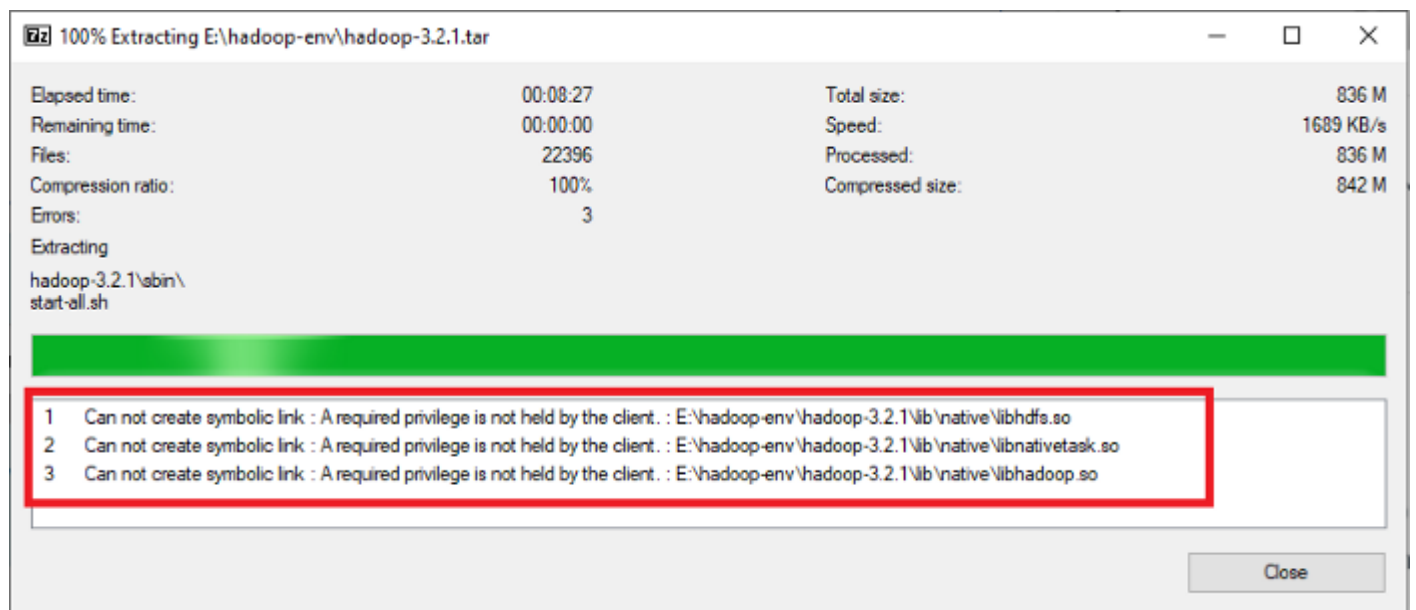 7z 100% Extracting E:\hadoop-env\hadoop-3.2.1.tar
Elapsed time: 00:08:27 Total size: 836 M
Remaining time: 00:00:00 Speed: 1689 KB/s
Files: 22396 Processed: 836 M
Compression ratio: 100% Compressed size: 842 M
Errors: 3
Extracting
hadoop-3.2.1\sbin\
start-all.sh
1 Can not create symbolic link : A required privilege is not held by the client. : E:\hadoop-env\hadoop-3.2.1\lib\native\libhdfs.so
2 Can not create symbolic link : A required privilege is not held by the client. : E:\hadoop-env\hadoop-3.2.1\lib\native\libnativetask.so
3 Can not create symbolic link : A required privilege is not held by the client. : E:\hadoop-env\hadoop-3.2.1\lib\native\libhadoop.so
Close